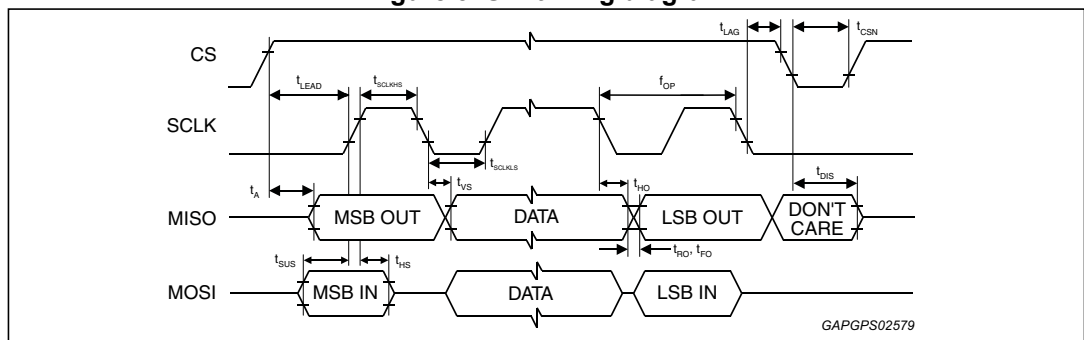 CS
t_LAG
t_CSN
t_LEAD
t_SCLKHS
f_OP
SCLK
t_SCLKLS
t_DIS
t_A
t_VS
t_HO
MISO
MSB OUT
DATA
LSB OUT
DON'T
CARE
t_RO, t_FO
t_SUS
t_HS
MOSI
MSB IN
DATA
LSB IN
GAPGPS02579